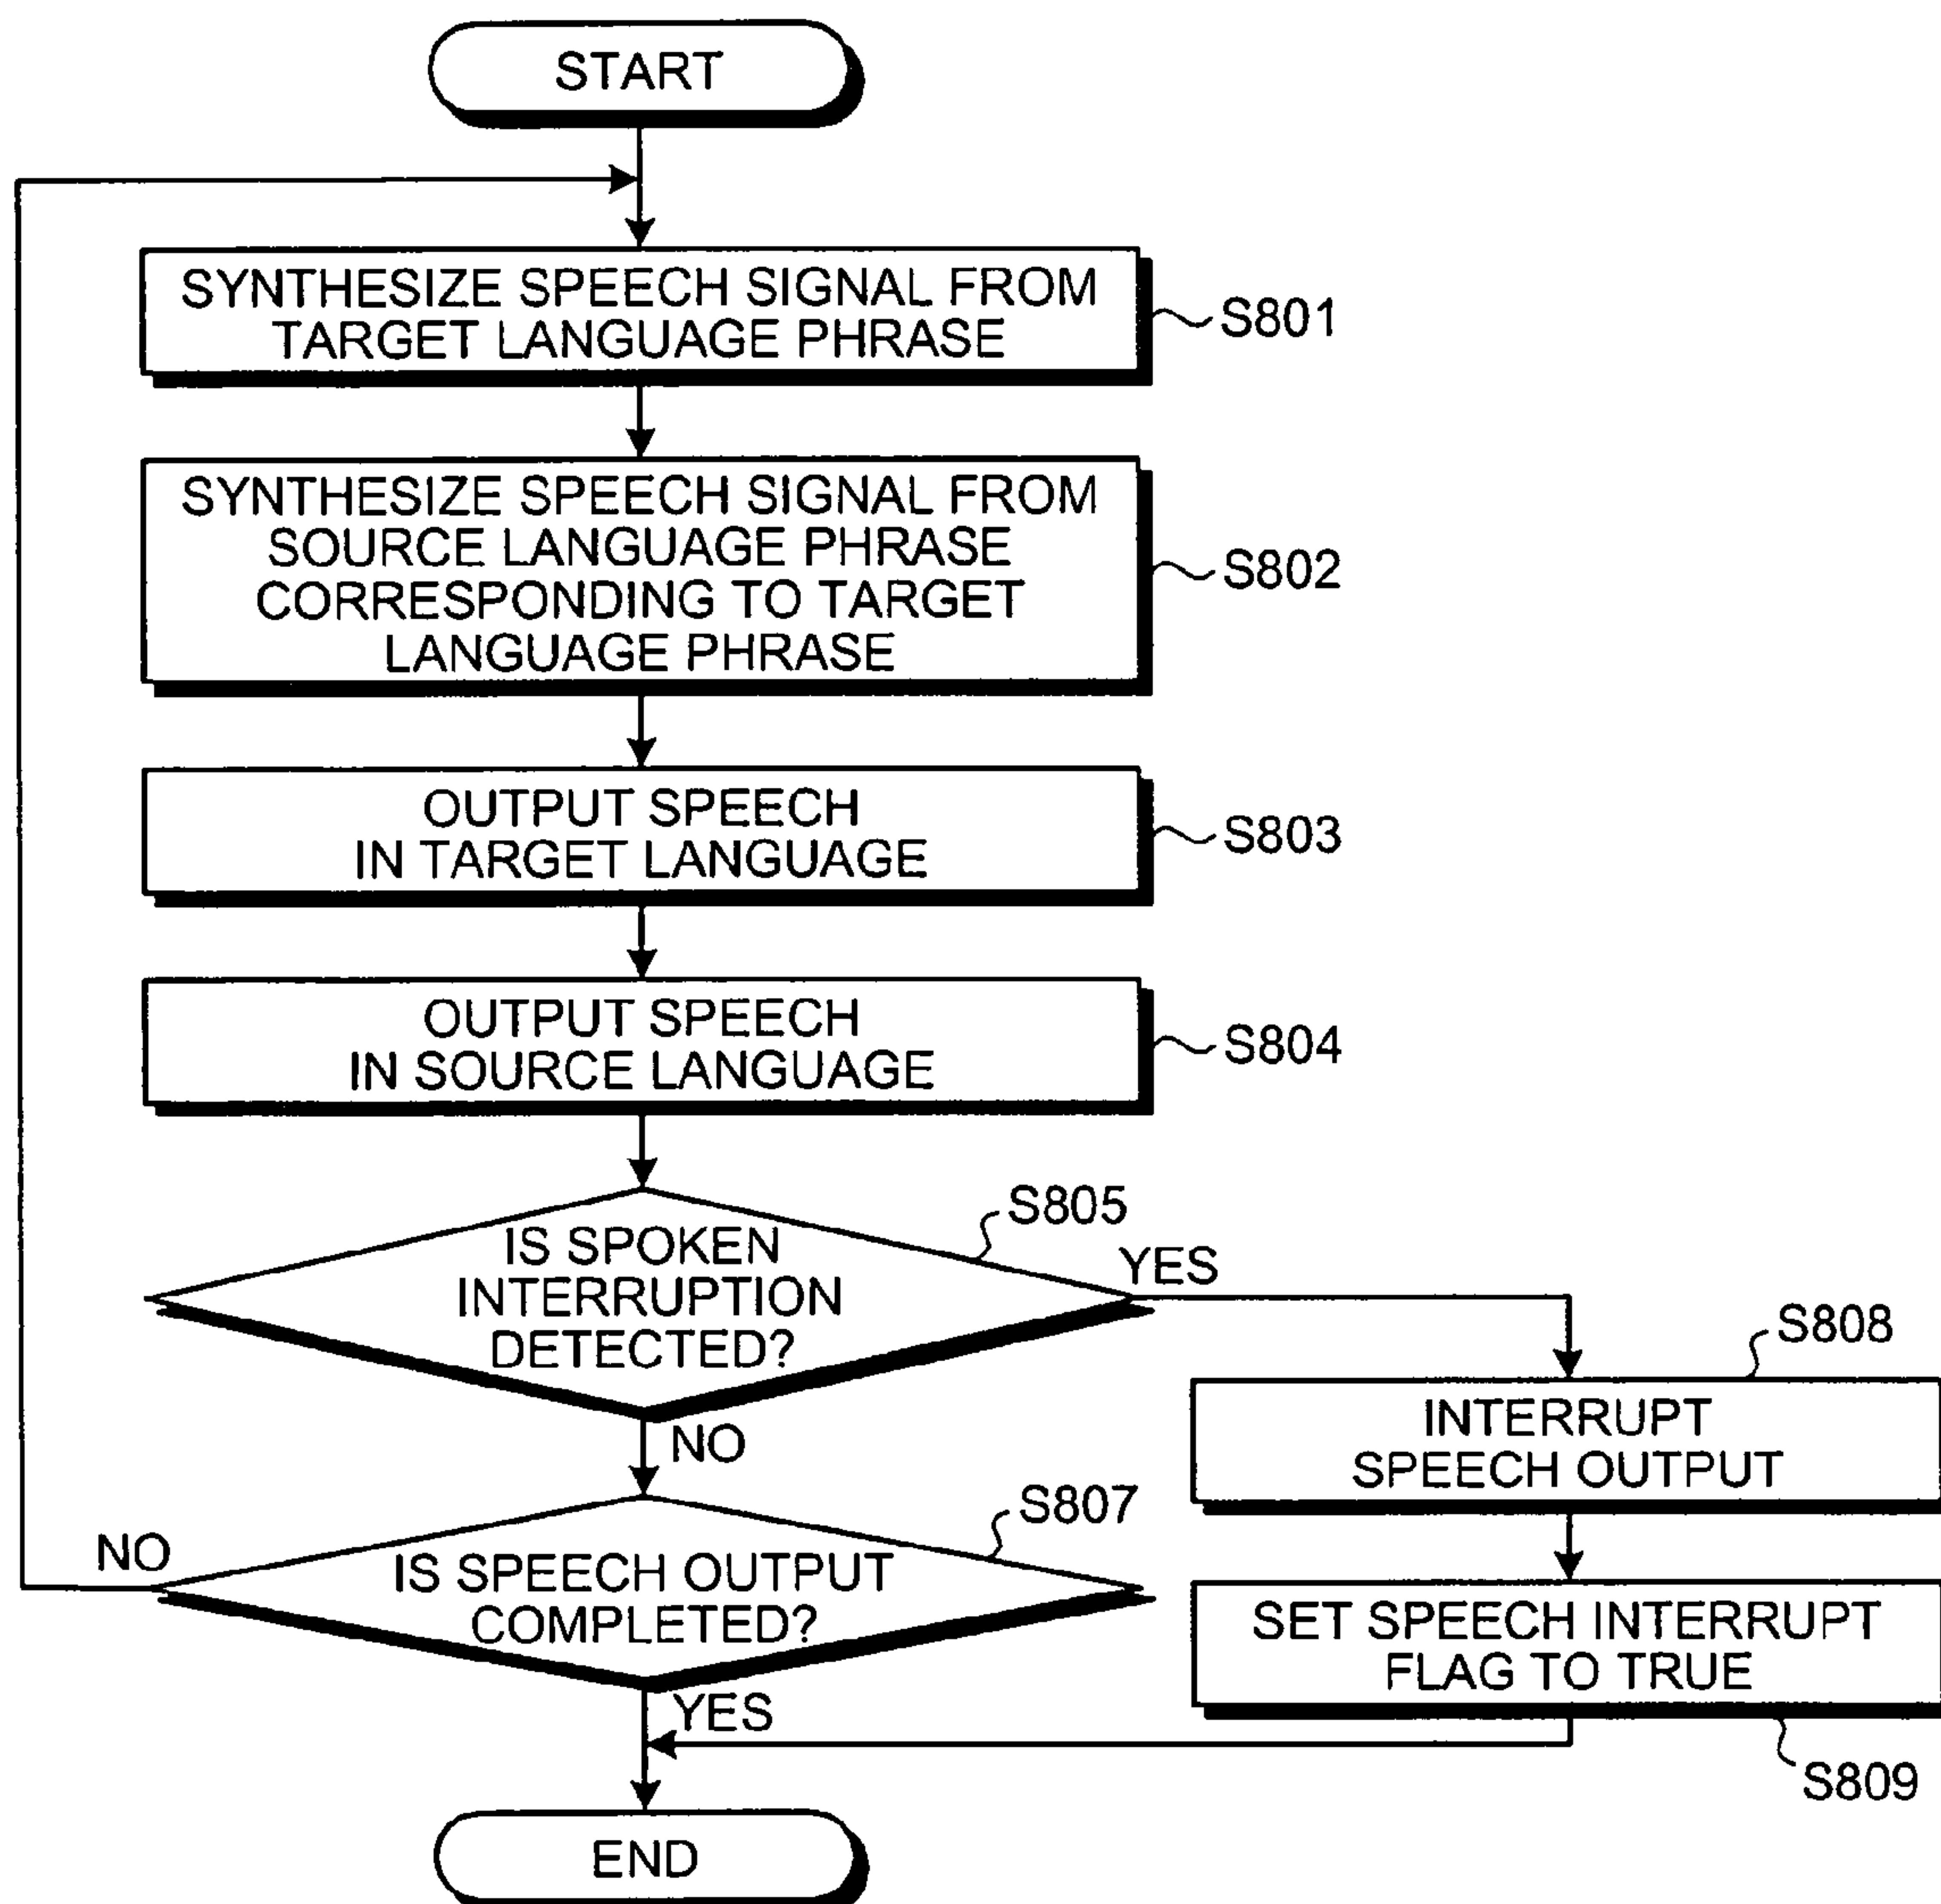 START
SYNTHESIZE SPEECH SIGNAL FROM
TARGET LANGUAGE PHRASE
S801
SYNTHESIZE SPEECH SIGNAL FROM
SOURCE LANGUAGE PHRASE
CORRESPONDING TO TARGET
LANGUAGE PHRASE
S802
OUTPUT SPEECH
IN TARGET LANGUAGE
S803
OUTPUT SPEECH
IN SOURCE LANGUAGE
S804
IS SPOKEN
INTERRUPTION
DETECTED?
S805
YES
NO
S808
INTERRUPT
SPEECH OUTPUT
IS SPEECH OUTPUT
COMPLETED?
S807
NO
YES
SET SPEECH INTERRUPT
FLAG TO TRUE
S809
END